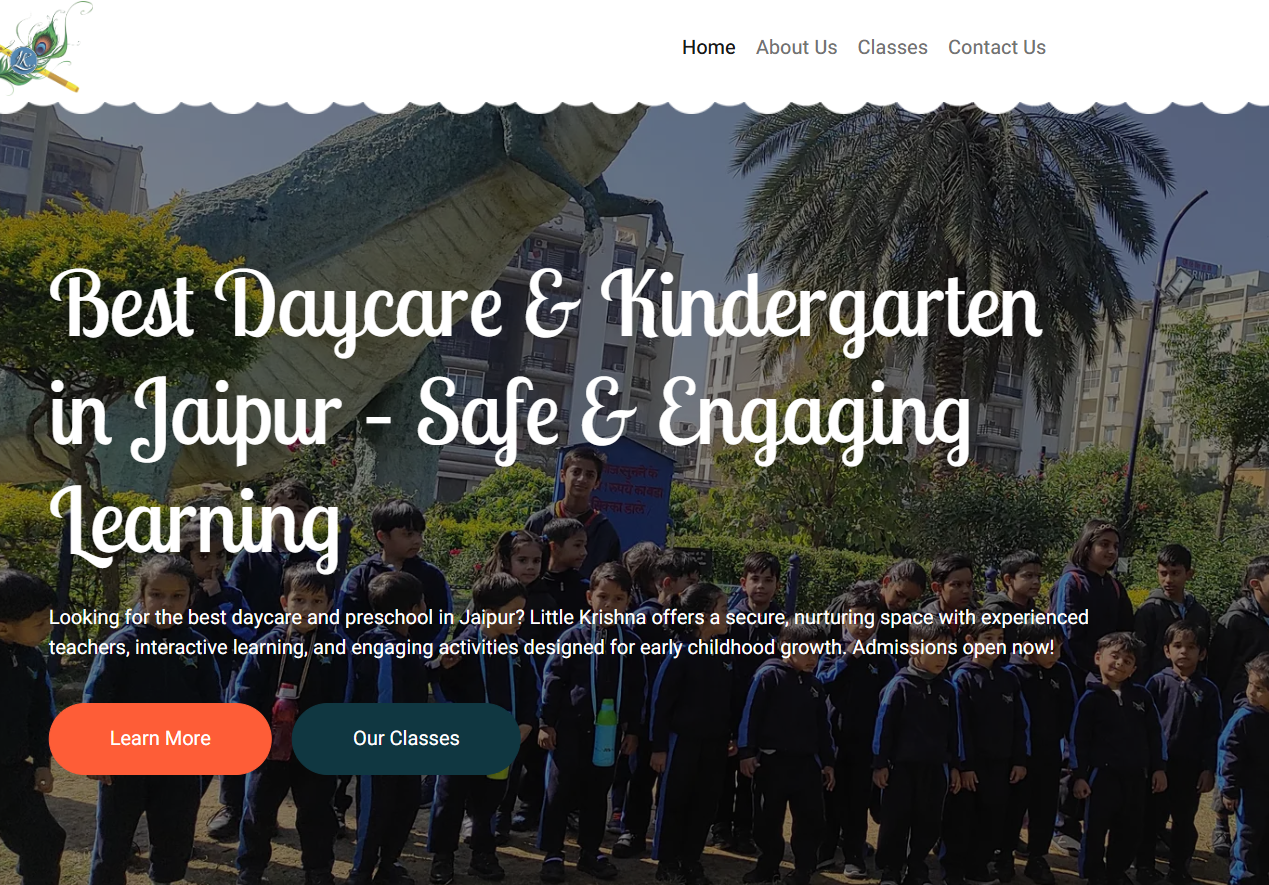 LK
Home About Us Classes Contact Us
Best Daycare & Kindergarten
in Jaipur – Safe & Engaging
Learning
Looking for the best daycare and preschool in Jaipur? Little Krishna offers a secure, nurturing space with experienced
teachers, interactive learning, and engaging activities designed for early childhood growth. Admissions open now!
Learn More Our Classes